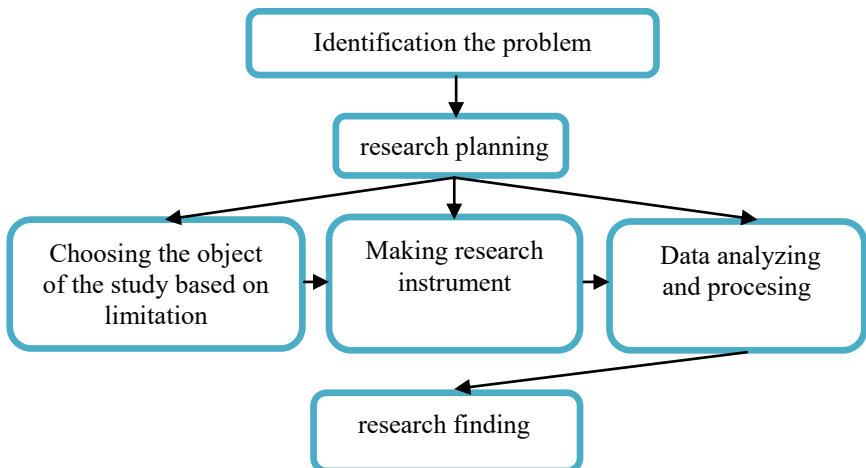 Identification the problem
research planning
Choosing the object
of the study based on
limitation
Making research
instrument
Data analyzing
and procesing
research finding